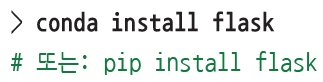 > conda install flask
# 또는: pip install flask